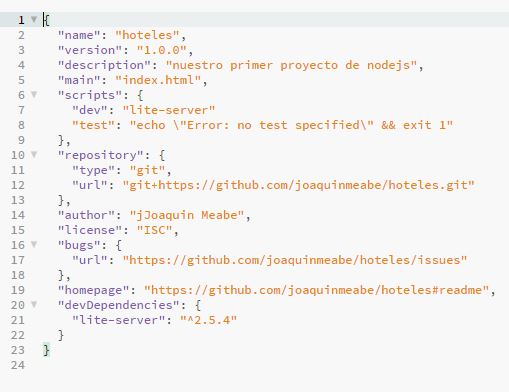 1 {
2 "name": "hoteles",
3 "version": "1.0.0",
4 "description": "nuestro primer proyecto de nodejs",
5 "main": "index.html",
6 "scripts": {
7 "dev": "lite-server"
8 "test": "echo \"Error: no test specified\" && exit 1"
9 },
10 "repository": {
11 "type": "git",
12 "url": "git+https://github.com/joaquinmeabe/hoteles.git"
13 },
14 "author": "jJoaquin Meabe",
15 "license": "ISC",
16 "bugs": {
17 "url": "https://github.com/joaquinmeabe/hoteles/issues"
18 },
19 "homepage": "https://github.com/joaquinmeabe/hoteles#readme",
20 "devDependencies": {
21 "lite-server": "^2.5.4"
22 }
23 }
24